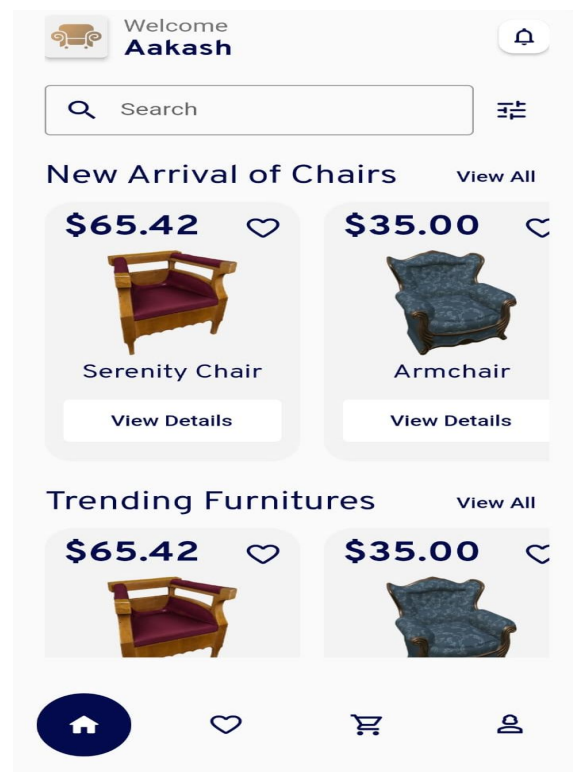 Welcome
Aakash
Search
New Arrival of Chairs View All
$65.42 $35.00
Serenity Chair Armchair
View Details View Details
Trending Furnitures View All
$65.42 $35.00